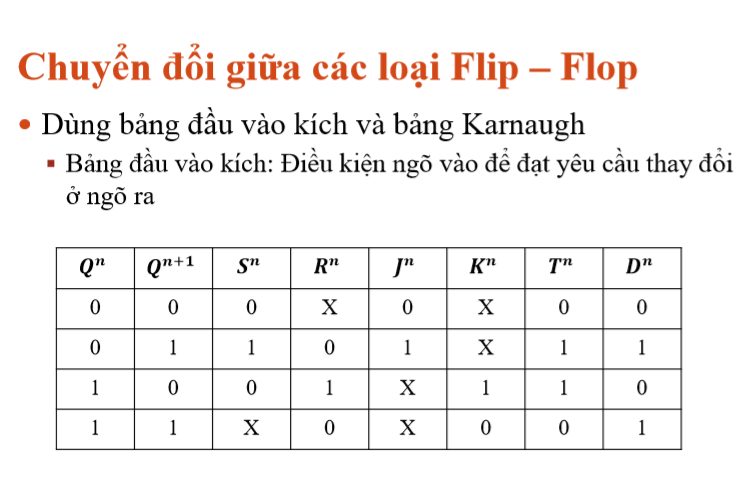 Chuyển đổi giữa các loại Flip – Flop
• Dùng bảng đầu vào kích và bảng Karnaugh
▪ Bảng đầu vào kích: Điều kiện ngõ vào để đạt yêu cầu thay đổi
ở ngõ ra
Qⁿ Qⁿ⁺¹ Sⁿ Rⁿ Jⁿ Kⁿ Tⁿ Dⁿ
0 0 0 X 0 X 0 0
0 1 1 0 1 X 1 1
1 0 0 1 X 1 1 0
1 1 X 0 X 0 0 1